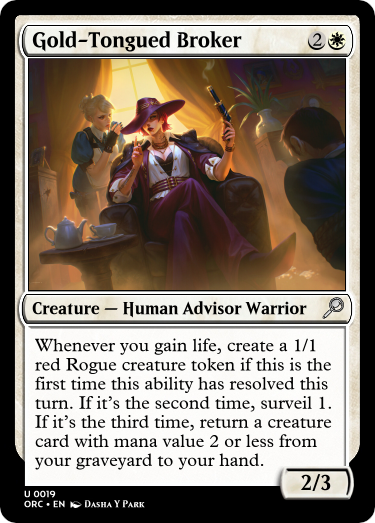 Gold-Tongued Broker 2
Creature — Human Advisor Warrior
Whenever you gain life, create a 1/1
red Rogue creature token if this is the
first time this ability has resolved this
turn. If it's the second time, surveil 1.
If it's the third time, return a creature
card with mana value 2 or less from
your graveyard to your hand.
2/3
U 0019
ORC • EN Dasha Y Park